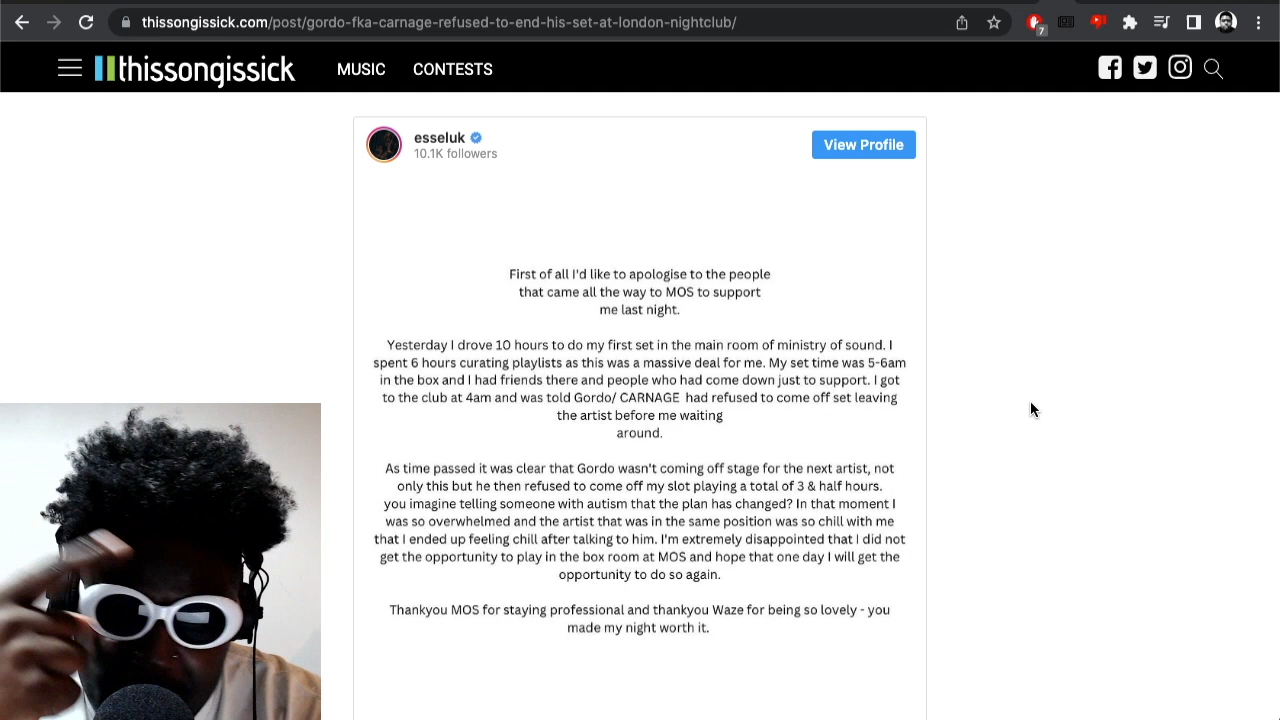 thissongissick.com/post/gordo-fka-carnage-refused-to-end-his-set-at-london-nightclub/
7
thissongissick
MUSIC
CONTESTS
esseluk
10.1K followers
View Profile
First of all I'd like to apologise to the people
that came all the way to MOS to support
me last night.
Yesterday I drove 10 hours to do my first set in the main room of ministry of sound. I
spent 6 hours curating playlists as this was a massive deal for me. My set time was 5-6am
in the box and I had friends there and people who had come down just to support. I got
to the club at 4am and was told Gordo/ CARNAGE had refused to come off set leaving
the artist before me waiting
around.
As time passed it was clear that Gordo wasn't coming off stage for the next artist, not
only this but he then refused to come off my slot playing a total of 3 & half hours.
you imagine telling someone with autism that the plan has changed? In that moment I
was so overwhelmed and the artist that was in the same position was so chill with me
that I ended up feeling chill after talking to him. I'm extremely disappointed that I did not
get the opportunity to play in the box room at MOS and hope that one day I will get the
opportunity to do so again.
Thankyou MOS for staying professional and thankyou Waze for being so lovely - you
made my night worth it.